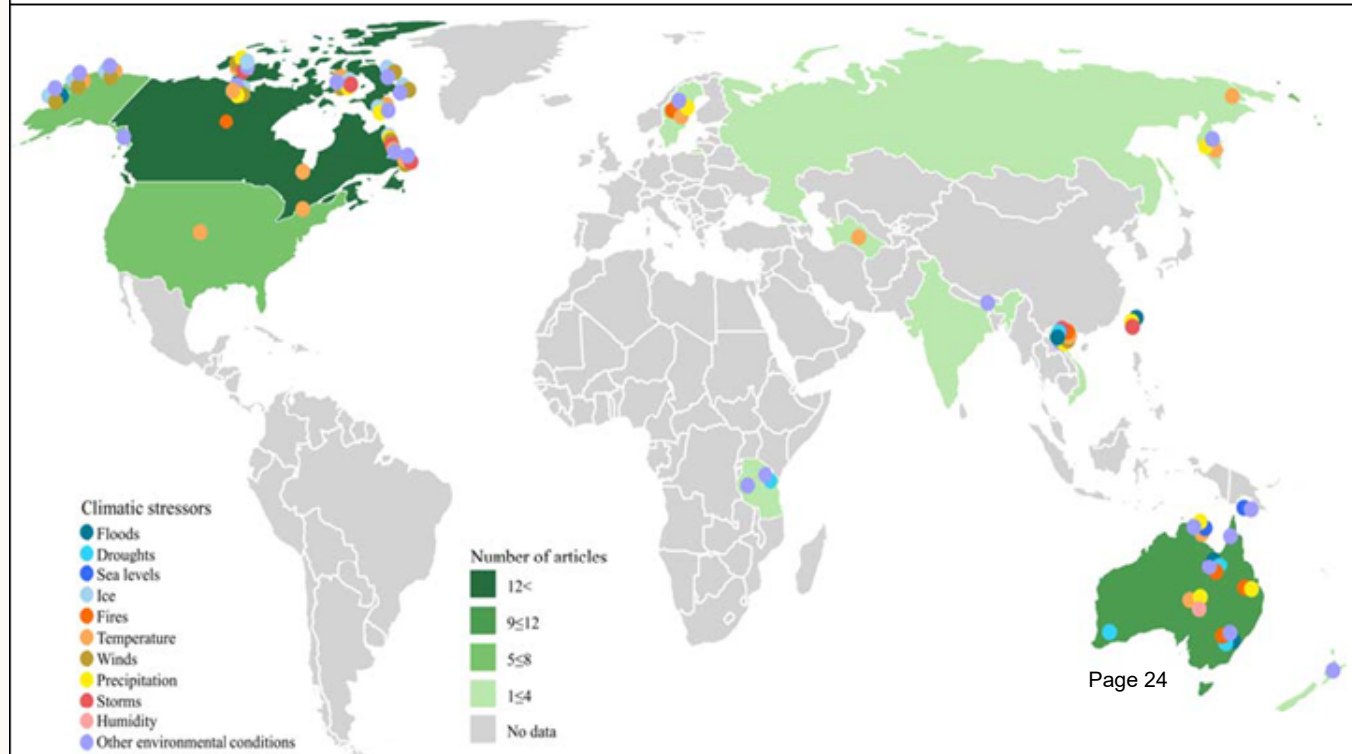 Climatic stressors
Floods
Droughts
Sea levels
Ice
Fires
Temperature
Winds
Precipitation
Storms
Humidity
Other environmental conditions
Number of articles
12<
9≤12
5≤8
1≤4
No data
Page 24